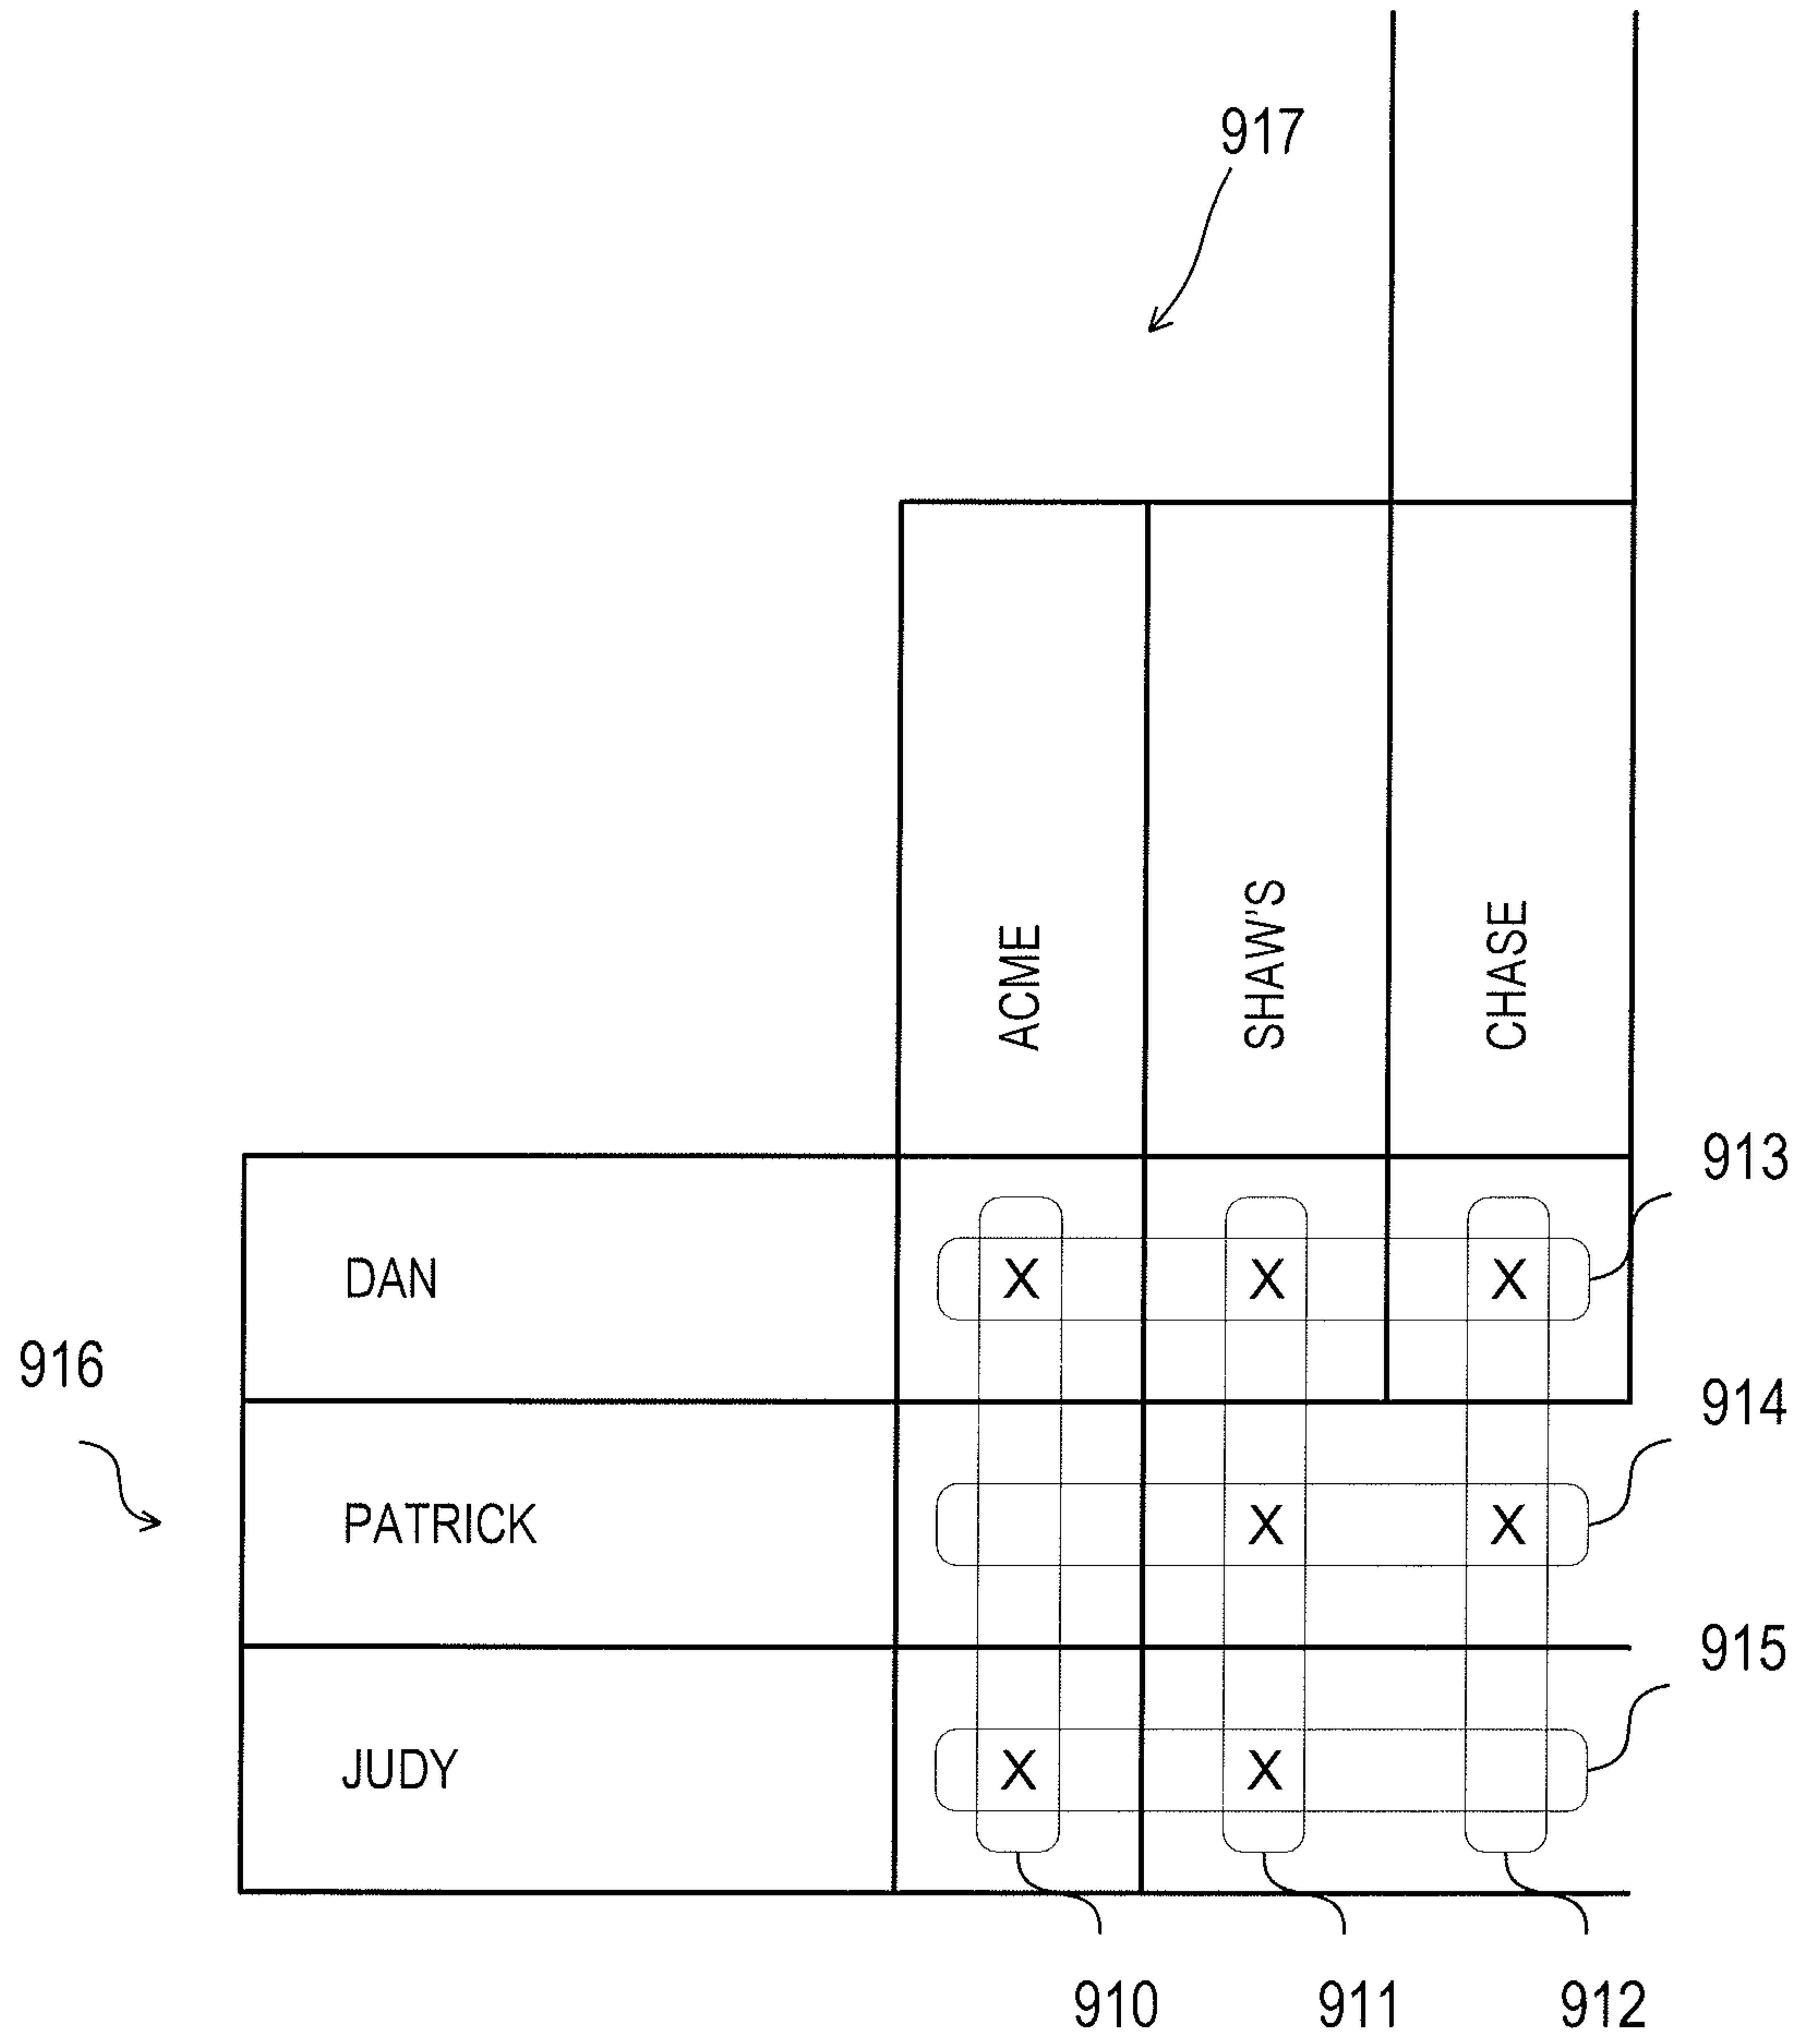 917
ACME
SHAW'S
CHASE
913
DAN
X X X
916
914
PATRICK
X X
915
JUDY
X X
910
911
912